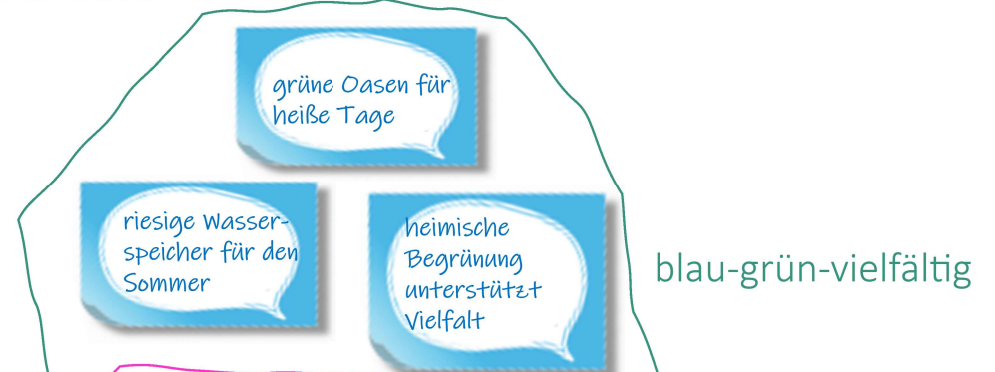 grüne Oasen für
heiße Tage
riesige Wasser-
speicher für den
Sommer
heimische
Begrünung
unterstützt
Vielfalt
blau-grün-vielfältig